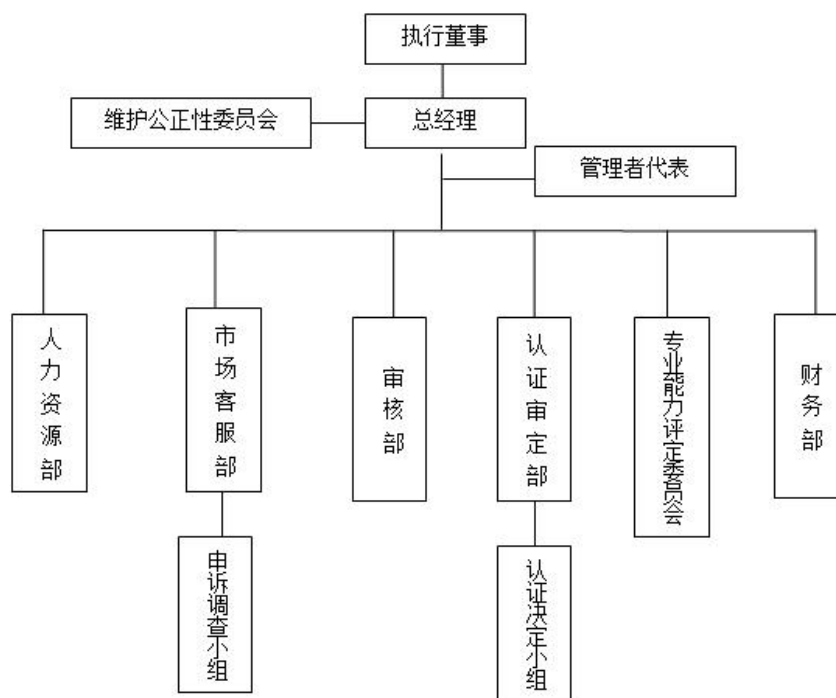 执行董事
维护公正性委员会
总经理
管理者代表
人力资源部
市场客服部
审核部
认证审定部
专业能力评定委员会
财务部
申诉调查小组
认证决定小组